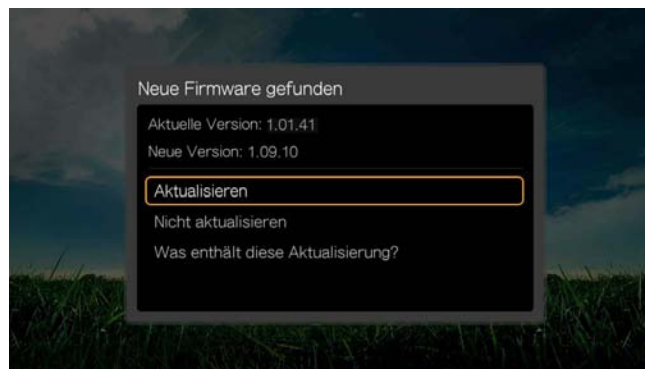 Neue Firmware gefunden
Aktuelle Version: 1.01.41
Neue Version: 1.09.10
Aktualisieren
Nicht aktualisieren
Was enthält diese Aktualisierung?